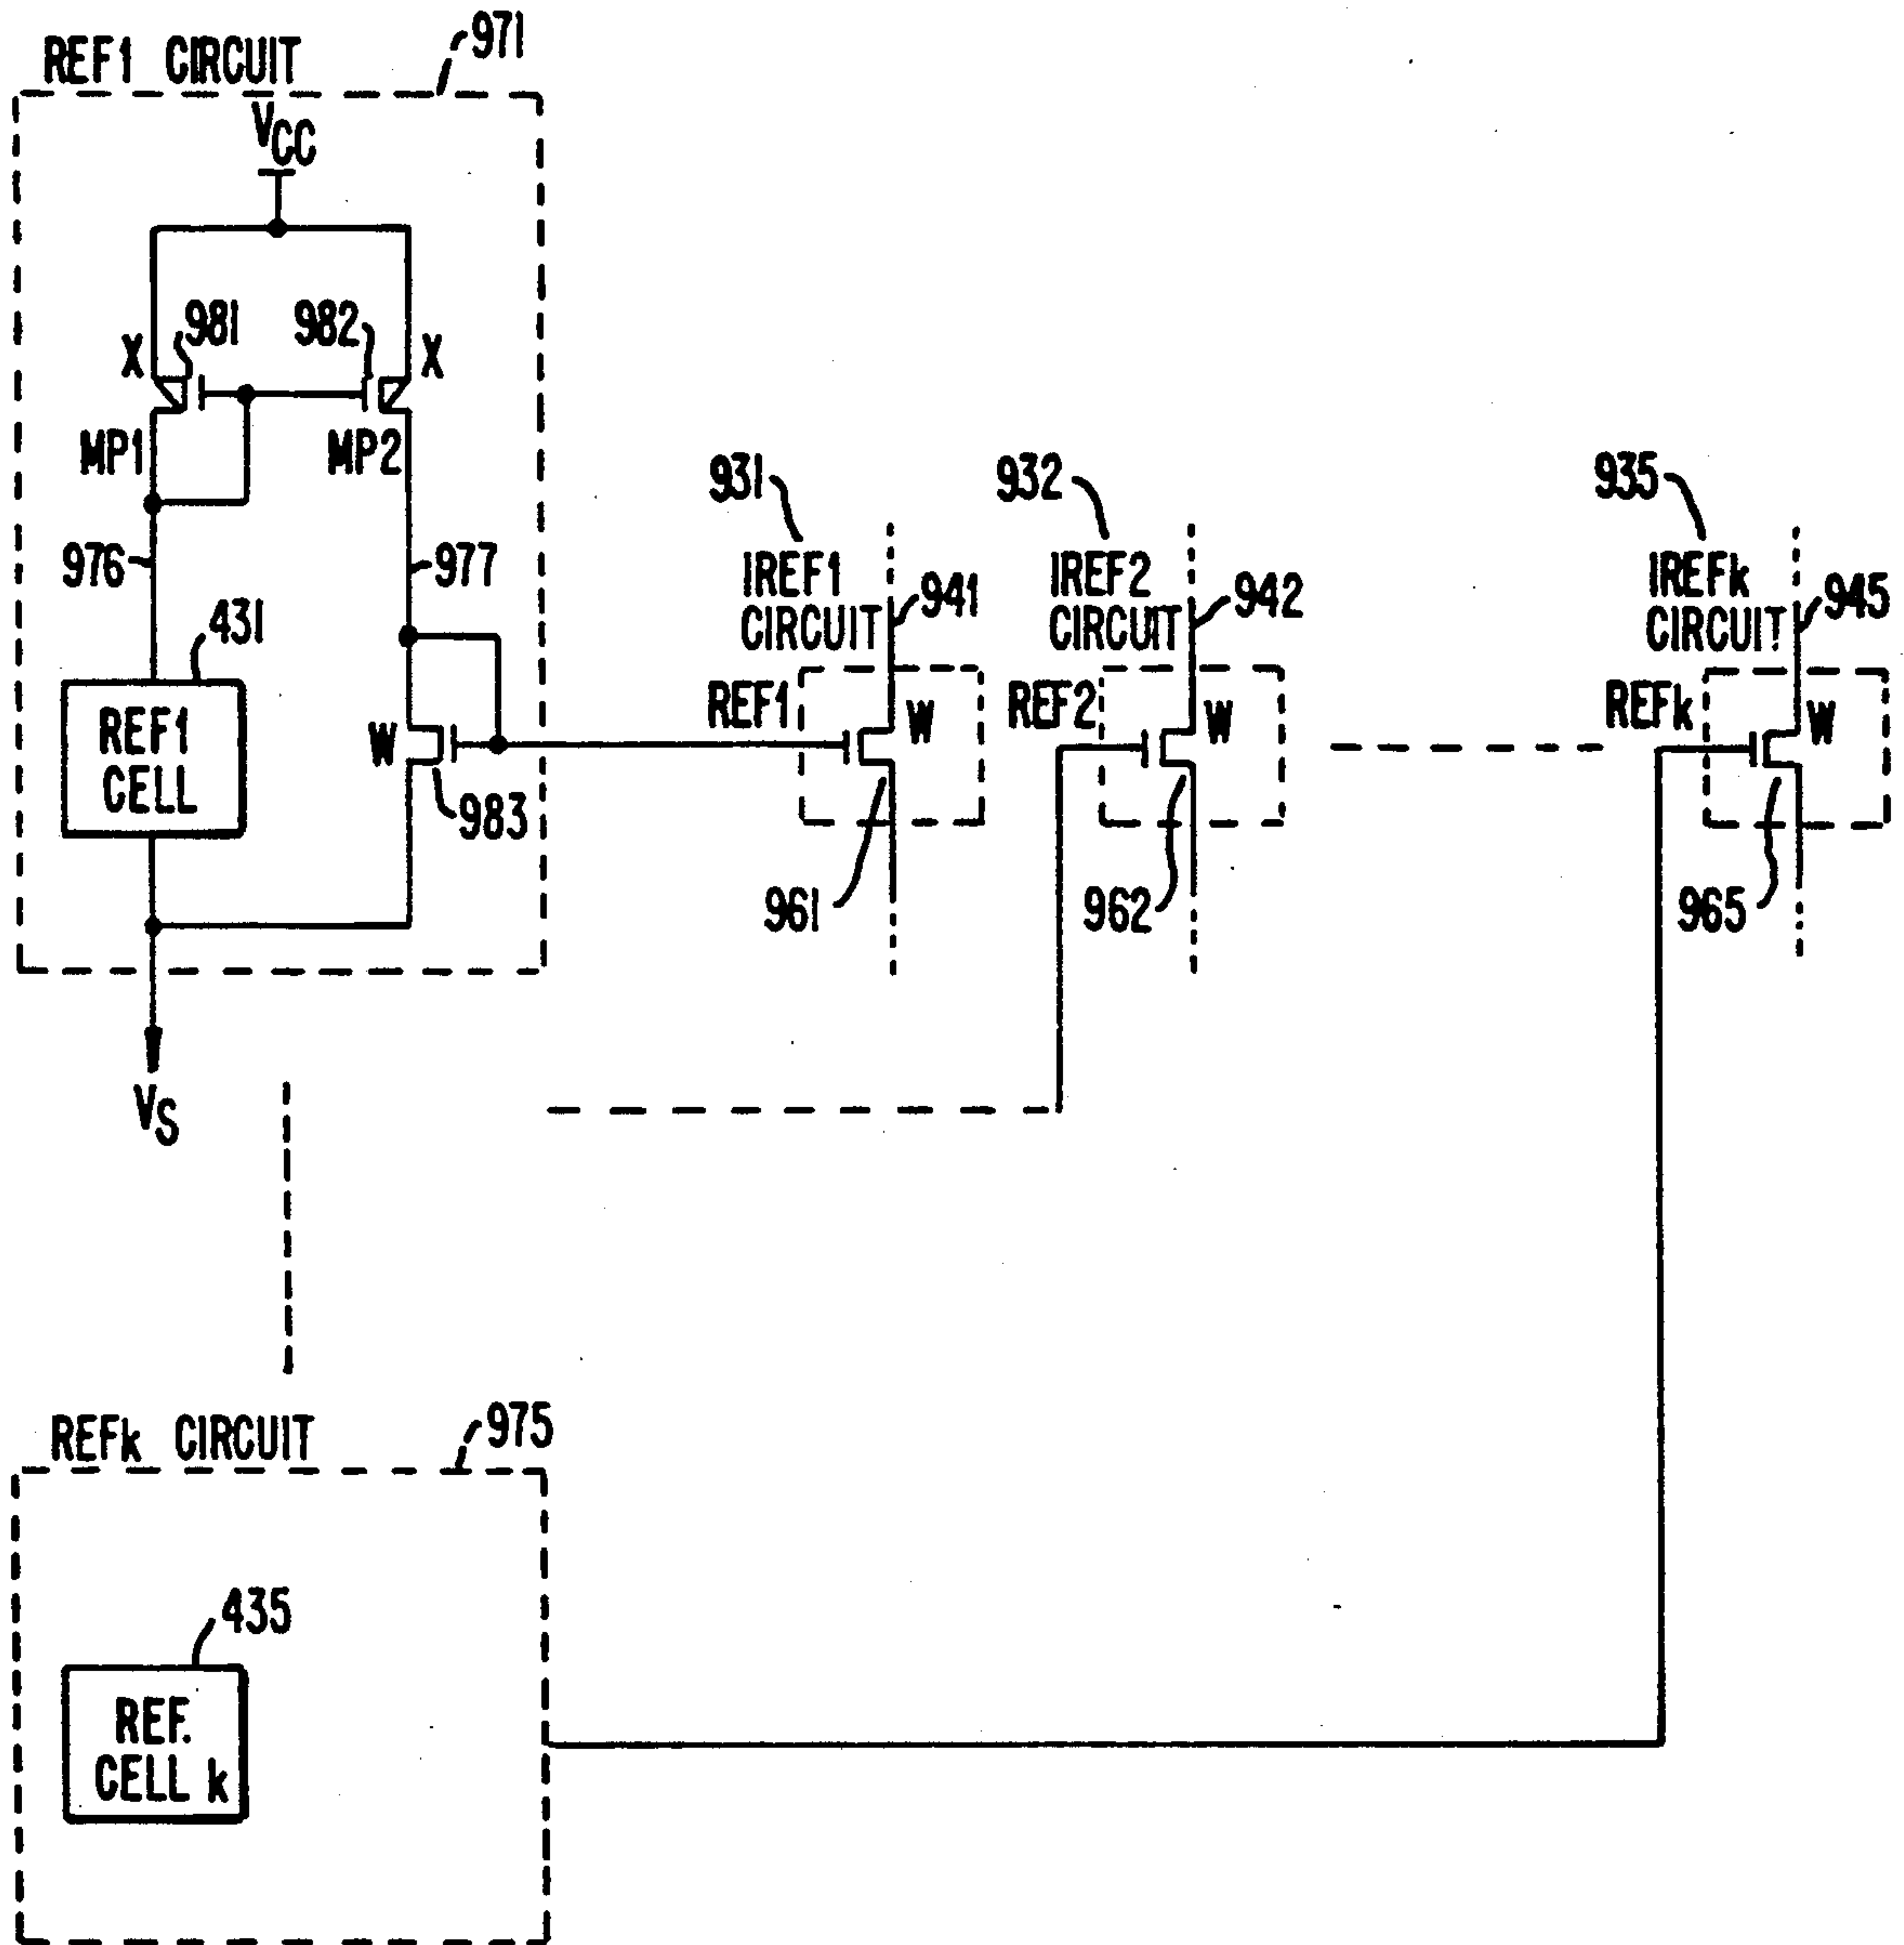 REF1 CIRCUIT
971
VCC
981
982
X
X
MP1
MP2
976
977
431
REF1
CELL
W
983
VS
931
IREF1
CIRCUIT
941
REF1
W
961
932
IREF2
CIRCUIT
942
REF2
W
962
935
IREFk
CIRCUIT
945
REFk
W
965
REFk CIRCUIT
975
435
REF.
CELL k